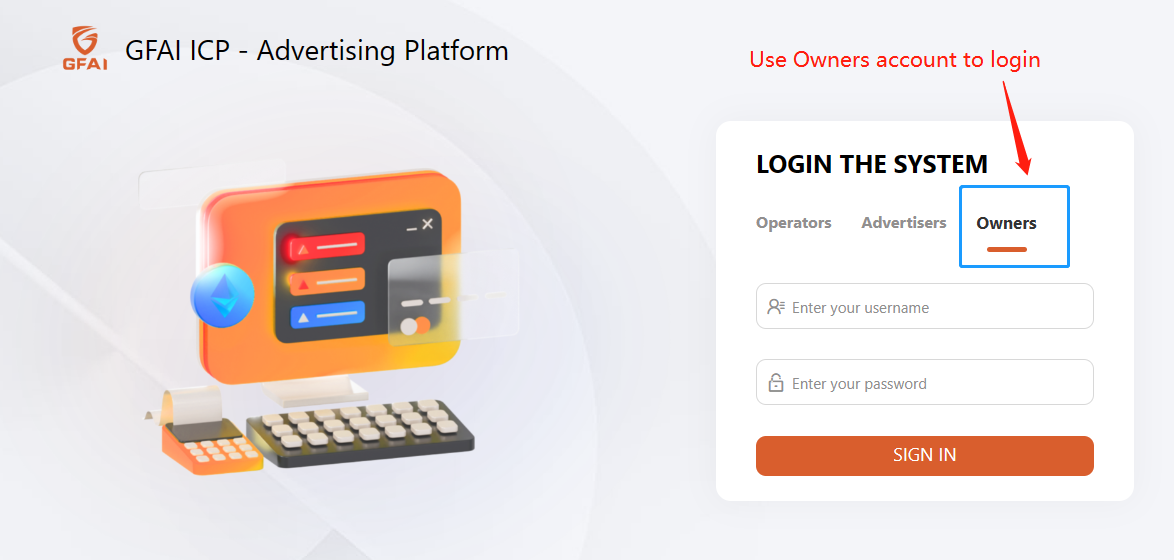 GFAI
GFAI ICP - Advertising Platform
Use Owners account to login
LOGIN THE SYSTEM
Operators Advertisers Owners
Enter your username
Enter your password
SIGN IN